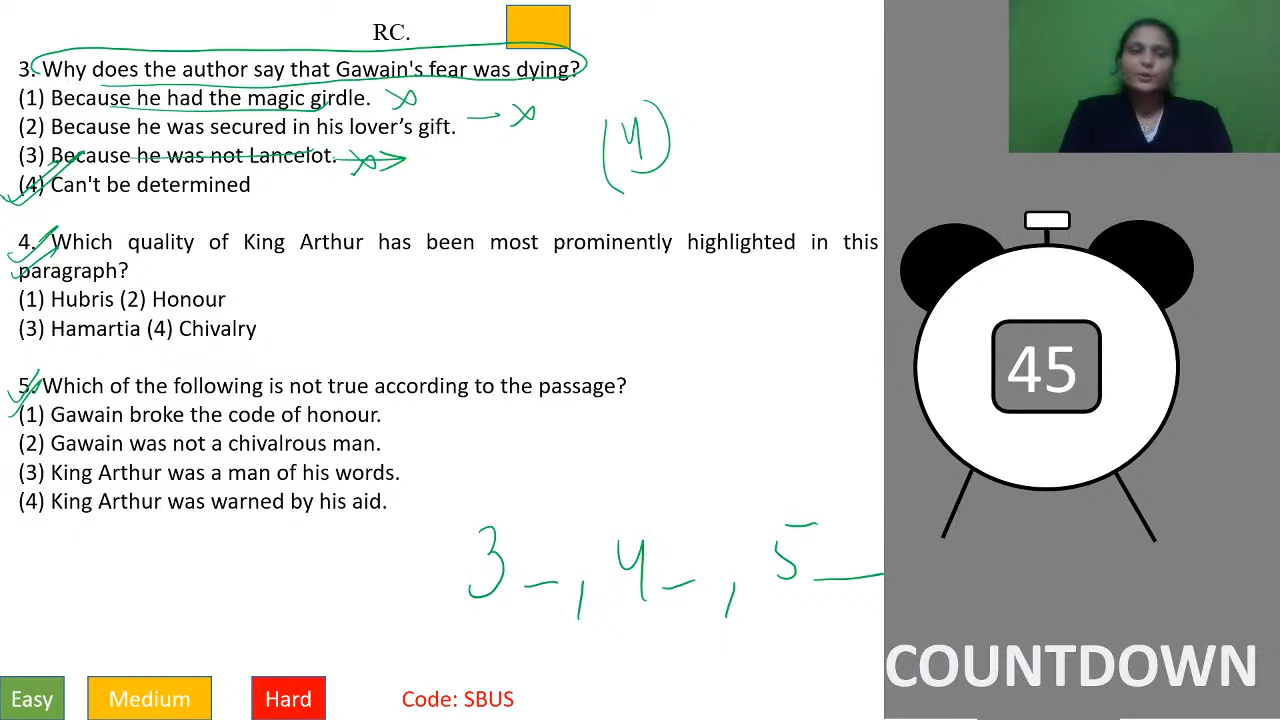 RC.
3. Why does the author say that Gawain's fear was dying?
(1) Because he had the magic girdle.
(2) Because he was secured in his lover's gift.
(3) Because he was not Lancelot.
(4) Can't be determined
(4)
4. Which quality of King Arthur has been most prominently highlighted in this
paragraph?
(1) Hubris (2) Honour
(3) Hamartia (4) Chivalry
5. Which of the following is not true according to the passage?
(1) Gawain broke the code of honour.
(2) Gawain was not a chivalrous man.
(3) King Arthur was a man of his words.
(4) King Arthur was warned by his aid.
3 _, 4 _, 5 __
45
COUNTDOWN
Easy
Medium
Hard
Code: SBUS